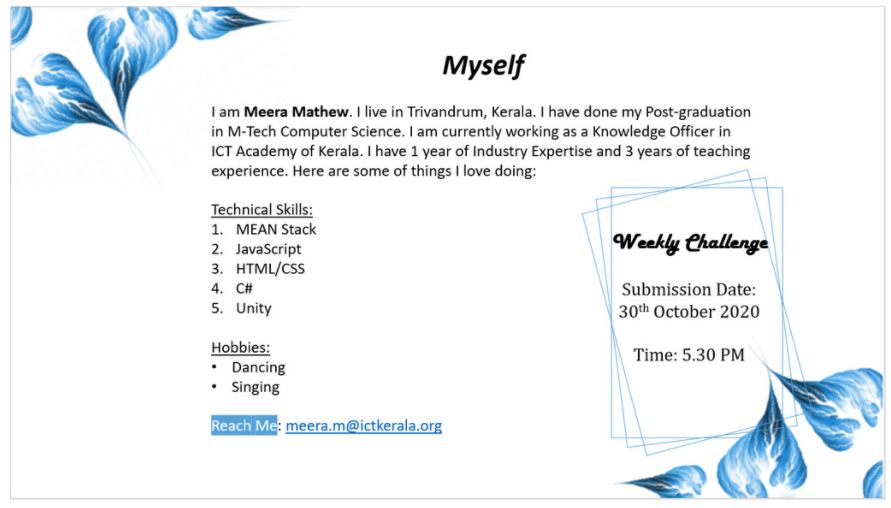 Myself
I am Meera Mathew. I live in Trivandrum, Kerala. I have done my Post-graduation
in M-Tech Computer Science. I am currently working as a Knowledge Officer in
ICT Academy of Kerala. I have 1 year of Industry Expertise and 3 years of teaching
experience. Here are some of things I love doing:
Technical Skills:
1. MEAN Stack
2. JavaScript
3. HTML/CSS
4. C#
5. Unity
Hobbies:
• Dancing
• Singing
Reach Me: meera.m@ictkerala.org
Weekly Challenge
Submission Date:
30th October 2020
Time: 5.30 PM